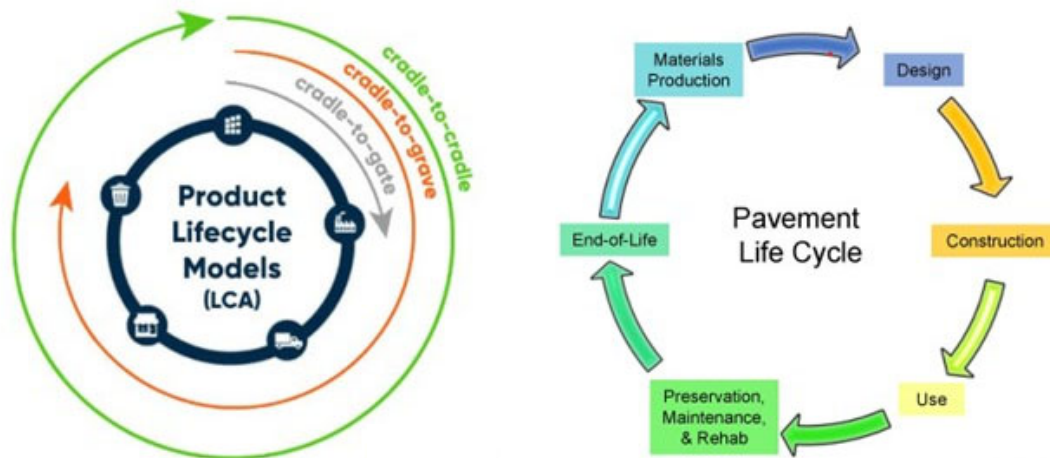 cradle-to-cradle
cradle-to-grave
cradle-to-gate
Product
Lifecycle
Models
(LCA)
Materials
Production
Design
Construction
Use
Preservation,
Maintenance,
& Rehab
End-of-Life
Pavement
Life Cycle